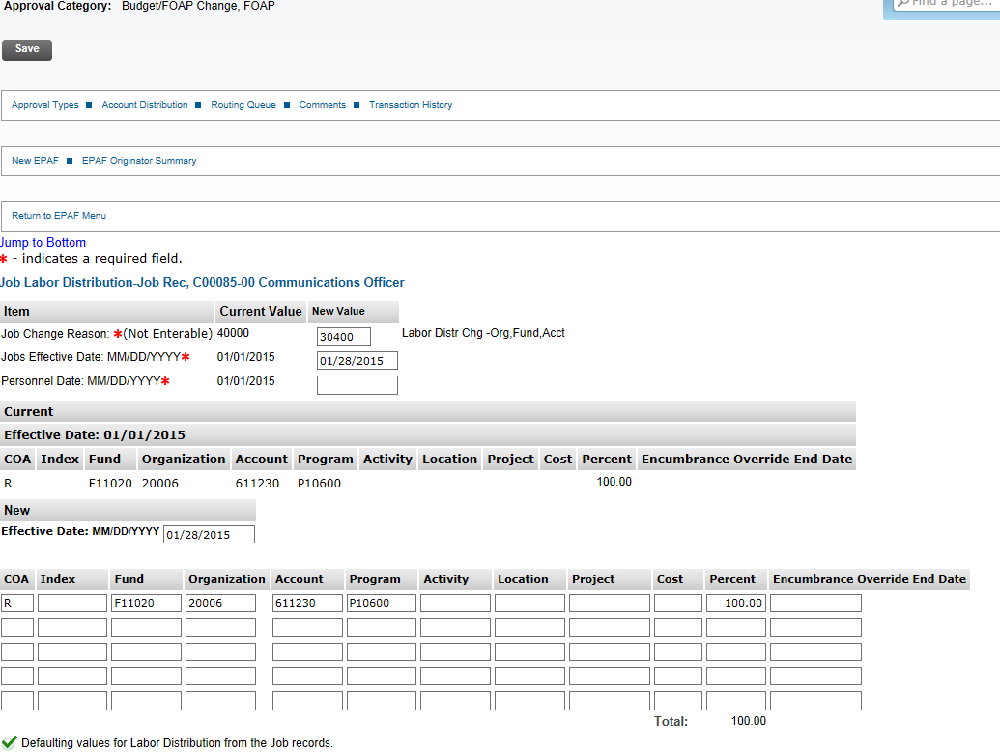 Approval Category: Budget/FOAP Change, FOAP
Find a page...
Save
Approval Types Account Distribution Routing Queue Comments Transaction History
New EPAF EPAF Originator Summary
Return to EPAF Menu
Jump to Bottom
* - indicates a required field.
Job Labor Distribution-Job Rec, C00085-00 Communications Officer
Item Current Value New Value
Job Change Reason: *(Not Enterable) 40000 30400 Labor Distr Chg -Org,Fund,Acct
Jobs Effective Date: MM/DD/YYYY* 01/01/2015 01/28/2015
Personnel Date: MM/DD/YYYY* 01/01/2015
Current
Effective Date: 01/01/2015
COA Index Fund Organization Account Program Activity Location Project Cost Percent Encumbrance Override End Date
R F11020 20006 611230 P10600 100.00
New
Effective Date: MM/DD/YYYY 01/28/2015
COA Index Fund Organization Account Program Activity Location Project Cost Percent Encumbrance Override End Date
R F11020 20006 611230 P10600 100.00
Total: 100.00
Defaulting values for Labor Distribution from the Job records.